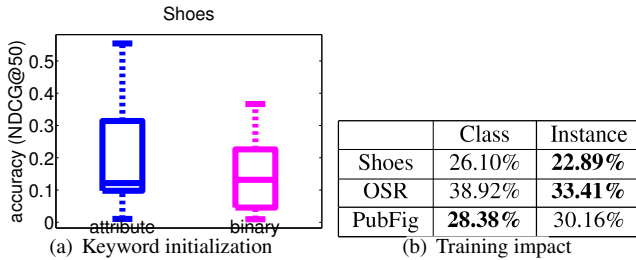 Shoes
accuracy (NDCG@50)
0.5
0.4
0.3
0.2
0.1
0
attribute binary
(a) Keyword initialization
Class Instance
Shoes 26.10% 22.89%
OSR 38.92% 33.41%
PubFig 28.38% 30.16%
(b) Training impact